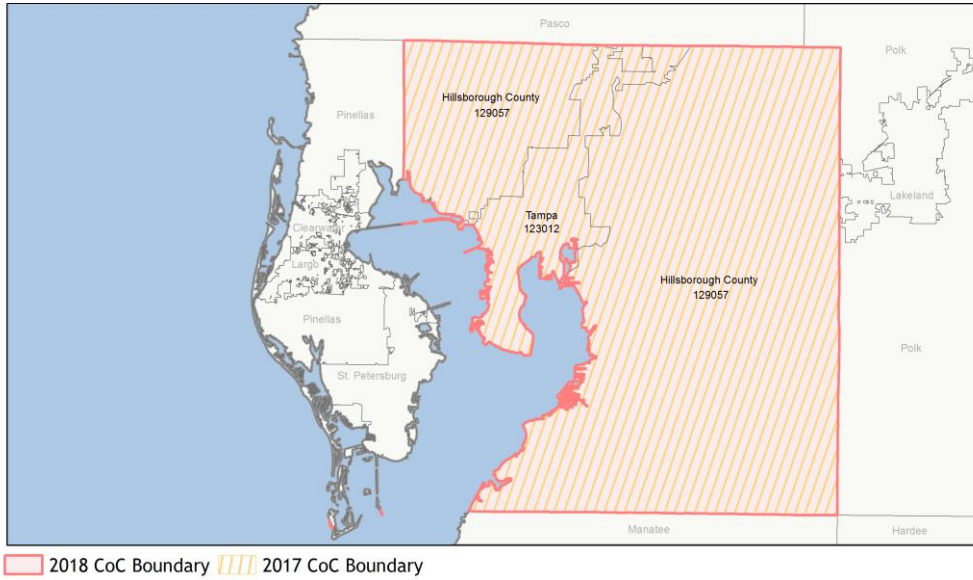 Pasco
Polk
Hillsborough County
129057
Pinellas
Lakeland
Tampa
123012
Clearwater
Largo
Hillsborough County
129057
Pinellas
Polk
St. Petersburg
Manatee
Hardee
2018 CoC Boundary 2017 CoC Boundary